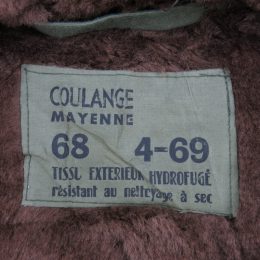 COULANGE
MAYENNE
68 4-69
TISSU EXTERIEUR HYDROFUGÉ
résistant au nettoyage à sec